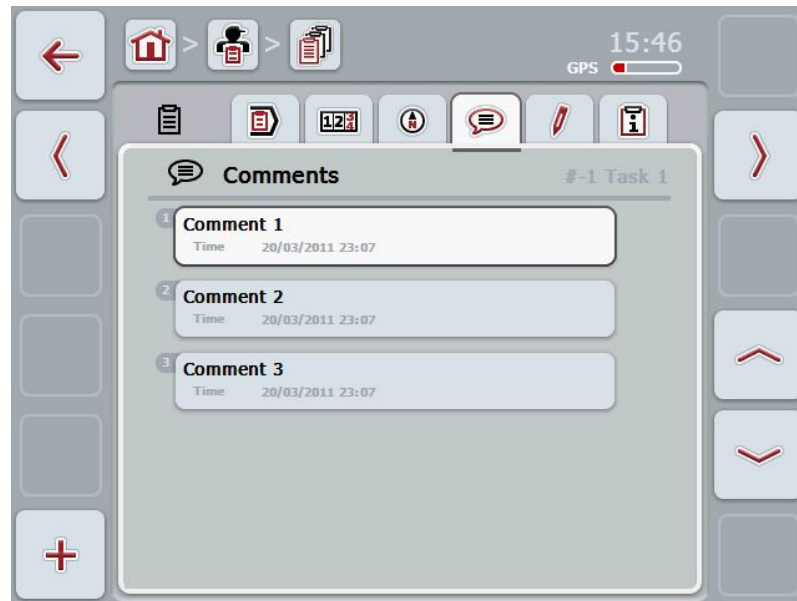 15:46
GPS
Comments #-1 Task 1
1
Comment 1
Time 20/03/2011 23:07
2
Comment 2
Time 20/03/2011 23:07
3
Comment 3
Time 20/03/2011 23:07